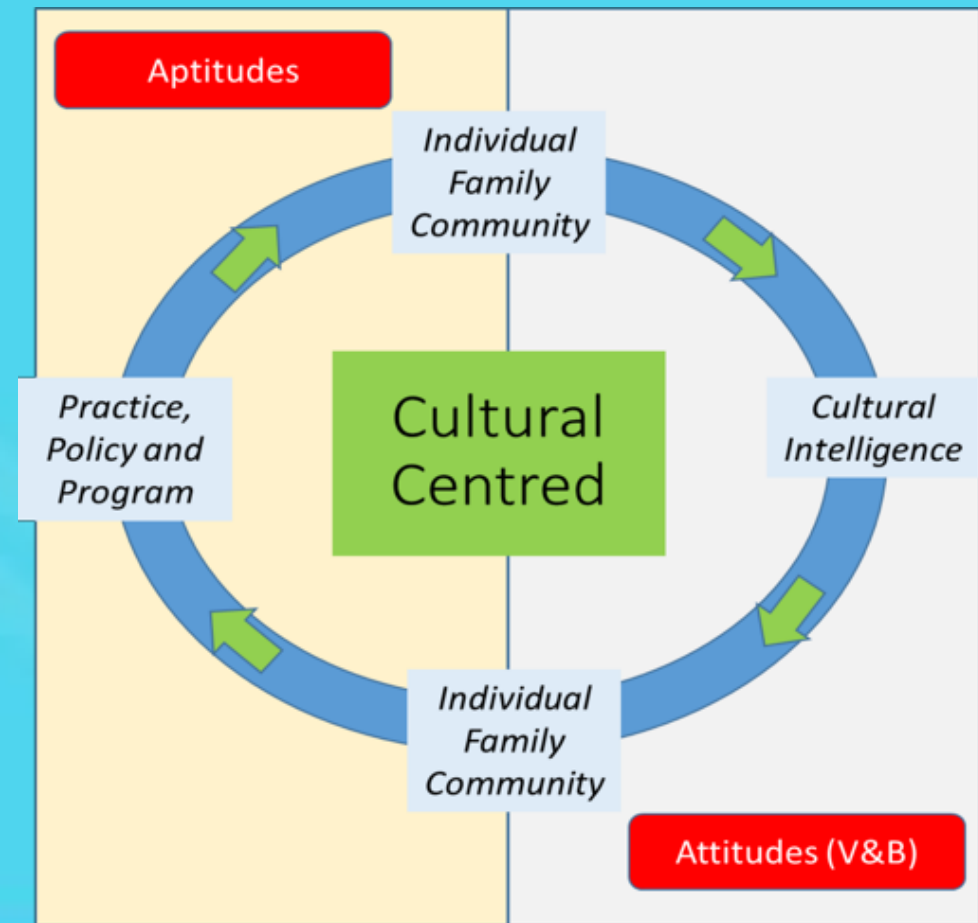 Aptitudes
Individual
Family
Community
Practice,
Policy and
Program
Cultural
Centred
Cultural
Intelligence
Individual
Family
Community
Attitudes (V&B)